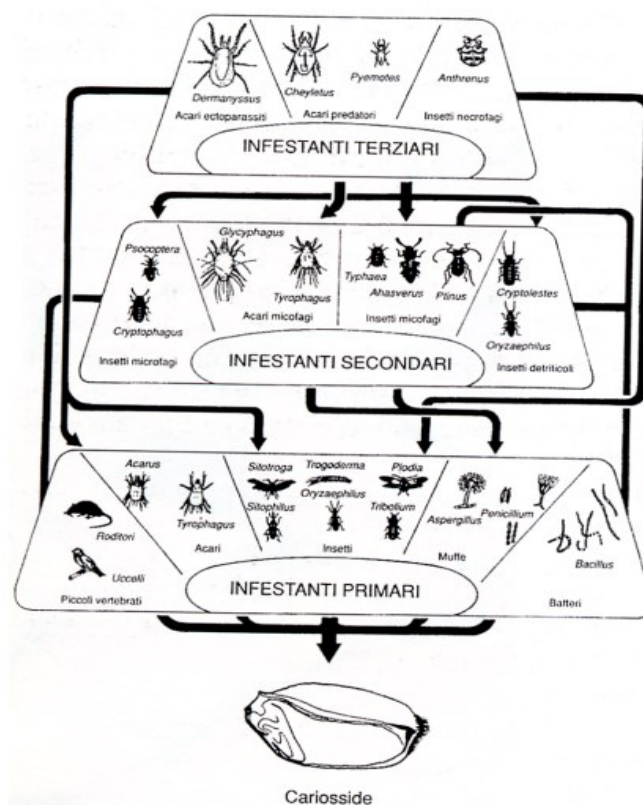 Dermanyssus
Acari ectoparassiti
Cheyletus
Pyemotes
Acari predatori
Anthrenus
Insetti necrofagi
INFESTANTI TERZIARI
Psocoptera
Cryptophagus
Insetti microfagi
Glycyphagus
Tyrophagus
Acari micofagi
Typhaea
Ahasverus
Ptinus
Insetti micofagi
Cryptolestes
Oryzaephilus
Insetti detriticoli
INFESTANTI SECONDARI
Roditori
Uccelli
Piccoli vertebrati
Acarus
Tyrophagus
Acari
Sitotroga
Trogoderma
Plodia
Sitophilus
Oryzaephilus
Tribolium
Insetti
Aspergillus
Penicillium
Muffe
Bacillus
Batteri
INFESTANTI PRIMARI
Cariosside